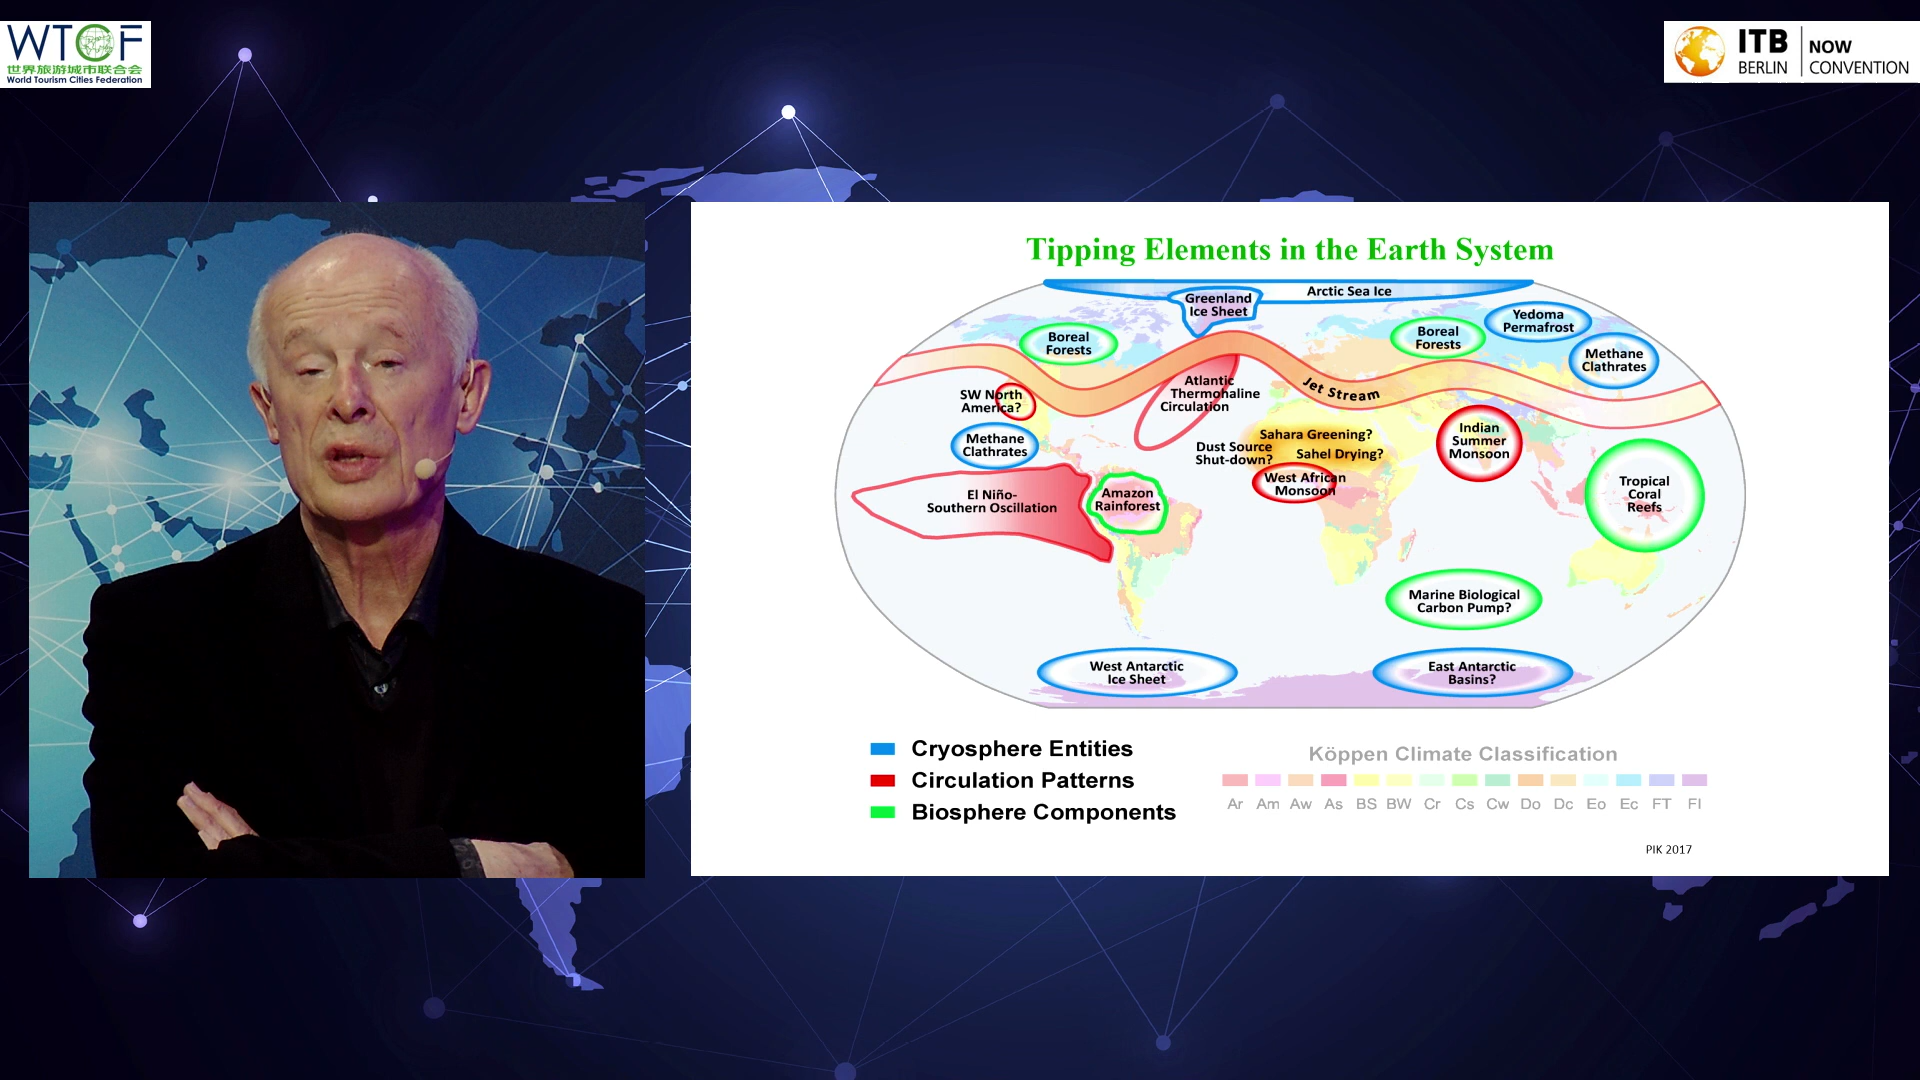 WTCF
世界旅游城市联合会
World Tourism Cities Federation
ITB
BERLIN
NOW
CONVENTION
Tipping Elements in the Earth System
Arctic Sea Ice
Greenland
Ice Sheet
Yedoma
Permafrost
Boreal
Forests
Boreal
Forests
Methane
Clathrates
Jet Stream
Atlantic
Thermohaline
Circulation
SW North
America?
Methane
Clathrates
Sahara Greening?
Dust Source
Shut-down?
Sahel Drying?
West African
Monsoon
Indian
Summer
Monsoon
El Niño-
Southern Oscillation
Amazon
Rainforest
Tropical
Coral
Reefs
Marine Biological
Carbon Pump?
West Antarctic
Ice Sheet
East Antarctic
Basins?
Cryosphere Entities
Circulation Patterns
Biosphere Components
Köppen Climate Classification
Ar Am Aw As BS BW Cr Cs Cw Do Dc Eo Ec FT FI
PIK 2017